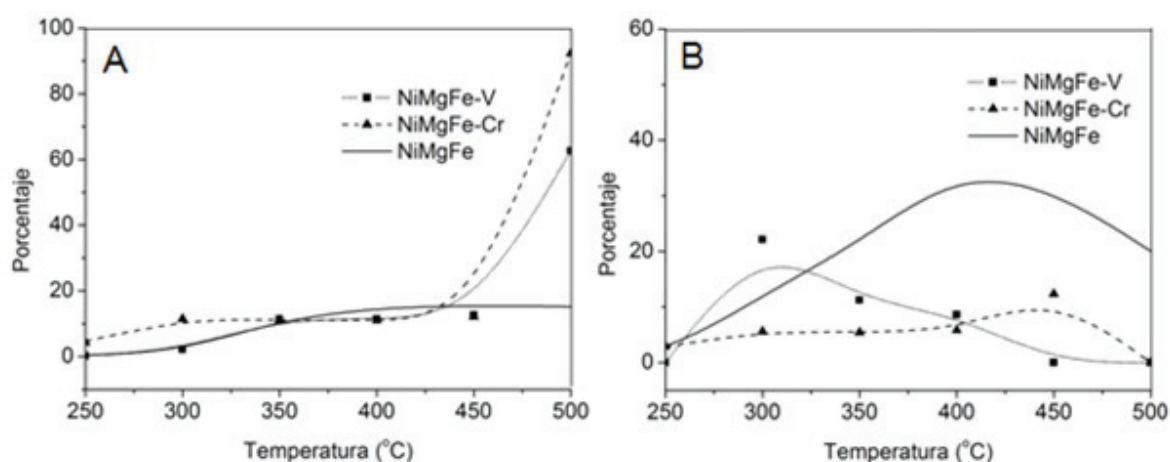 A
NiMgFe-V
NiMgFe-Cr
NiMgFe
Porcentaje
100
80
60
40
20
0
250 300 350 400 450 500
Temperatura (°C)
B
NiMgFe-V
NiMgFe-Cr
NiMgFe
Porcentaje
60
40
20
0
250 300 350 400 450 500
Temperatura (°C)